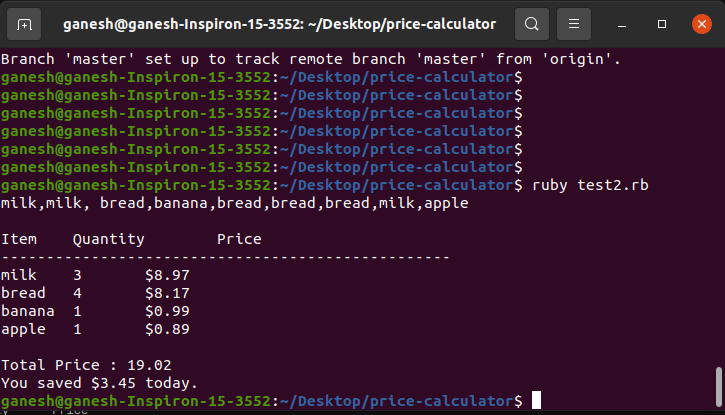 ganesh@ganesh-Inspiron-15-3552: ~/Desktop/price-calculator
Branch 'master' set up to track remote branch 'master' from 'origin'.
ganesh@ganesh-Inspiron-15-3552:~/Desktop/price-calculator$
ganesh@ganesh-Inspiron-15-3552:~/Desktop/price-calculator$
ganesh@ganesh-Inspiron-15-3552:~/Desktop/price-calculator$
ganesh@ganesh-Inspiron-15-3552:~/Desktop/price-calculator$
ganesh@ganesh-Inspiron-15-3552:~/Desktop/price-calculator$
ganesh@ganesh-Inspiron-15-3552:~/Desktop/price-calculator$
ganesh@ganesh-Inspiron-15-3552:~/Desktop/price-calculator$ ruby test2.rb
milk,milk, bread,banana,bread,bread,bread,milk,apple
Item    Quantity        Price
--------------------------------------------------
milk    3       $8.97
bread   4       $8.17
banana  1       $0.99
apple   1       $0.89
Total Price : 19.02
You saved $3.45 today.
ganesh@ganesh-Inspiron-15-3552:~/Desktop/price-calculator$